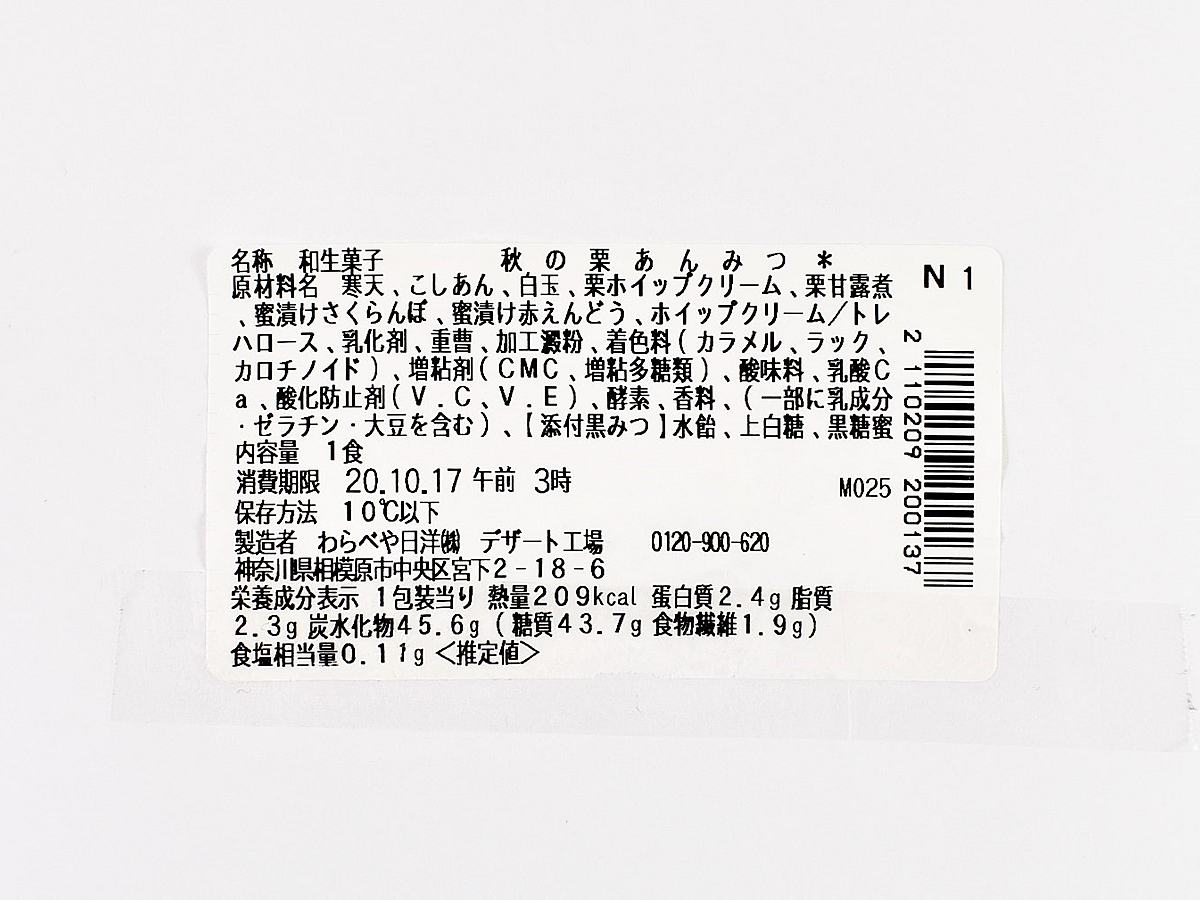 名称 和生菓子 秋の栗あんみつ＊
原材料名 寒天、こしあん、白玉、栗ホイップクリーム、栗甘露煮
、蜜漬けさくらんぼ、蜜漬け赤えんどう、ホイップクリーム／トレ
ハロース、乳化剤、重曹、加工澱粉、着色料(カラメル、ラック、
カロチノイド)、増粘剤(CMC、増粘多糖類)、酸味料、乳酸C
a、酸化防止剤(V.C、V.E)、酵素、香料、(一部に乳成分
・ゼラチン・大豆を含む)、【添付黒みつ】水飴、上白糖、黒糖蜜
内容量 1食
消費期限 20.10.17 午前 3時
M025
保存方法 10℃以下
製造者 わらべや日洋㈱ デザート工場 0120-900-620
神奈川県相模原市中央区宮下2-18-6
栄養成分表示 1包装当り 熱量209kcal 蛋白質2.4g 脂質
2.3g 炭水化物45.6g (糖質43.7g 食物繊維1.9g)
食塩相当量0.11g <推定値>
N 1
2 110209 200137